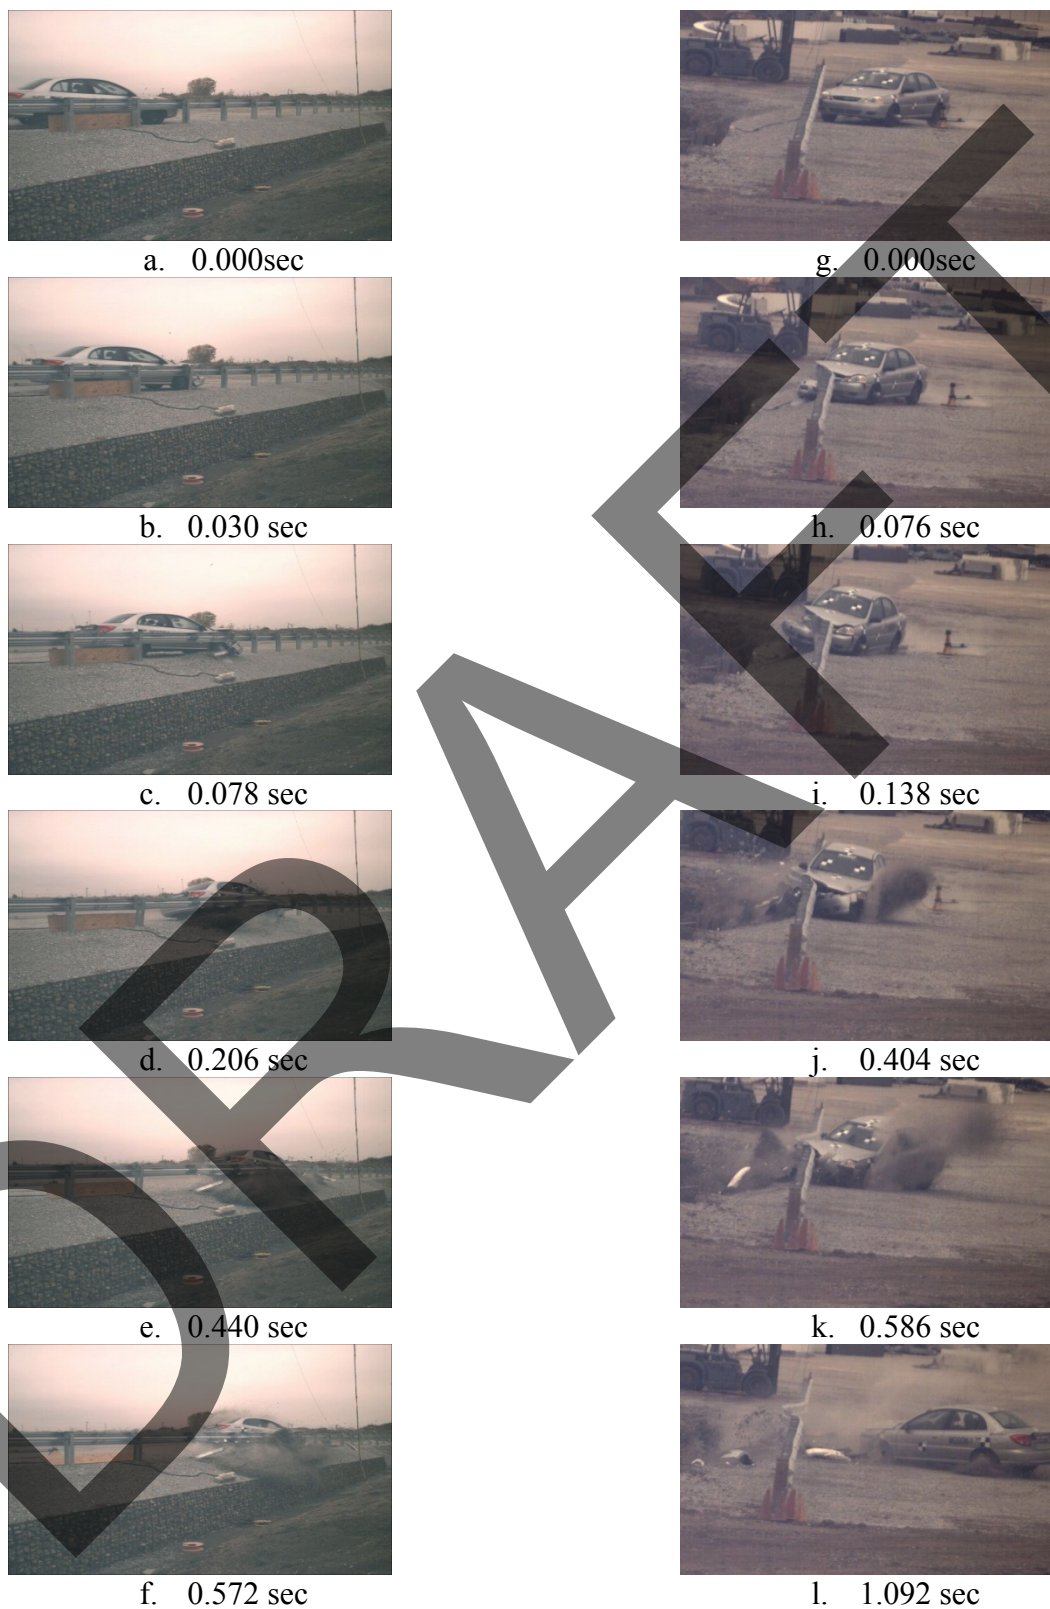 a. 0.000sec
g. 0.000sec
b. 0.030 sec
h. 0.076 sec
c. 0.078 sec
i. 0.138 sec
d. 0.206 sec
j. 0.404 sec
e. 0.440 sec
k. 0.586 sec
f. 0.572 sec
l. 1.092 sec
DRAFT